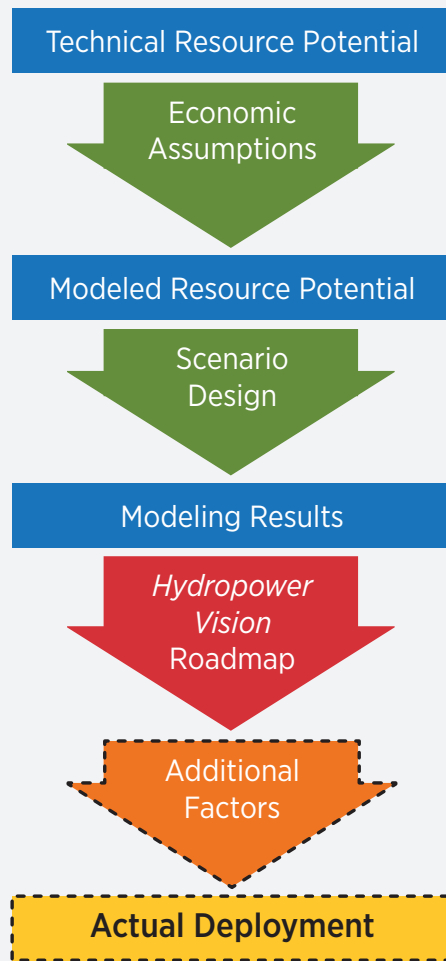 Technical Resource Potential
Economic
Assumptions
Modeled Resource Potential
Scenario
Design
Modeling Results
Hydropower
Vision
Roadmap
Additional
Factors
Actual Deployment